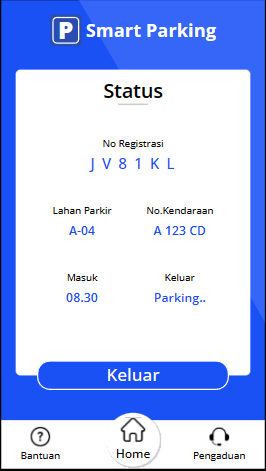 P Smart Parking
Status
No Registrasi
J V 8 1 K L
Lahan Parkir No.Kendaraan
A-04 A 123 CD
Masuk Keluar
08.30 Parking..
Keluar
? Bantuan Home Pengaduan